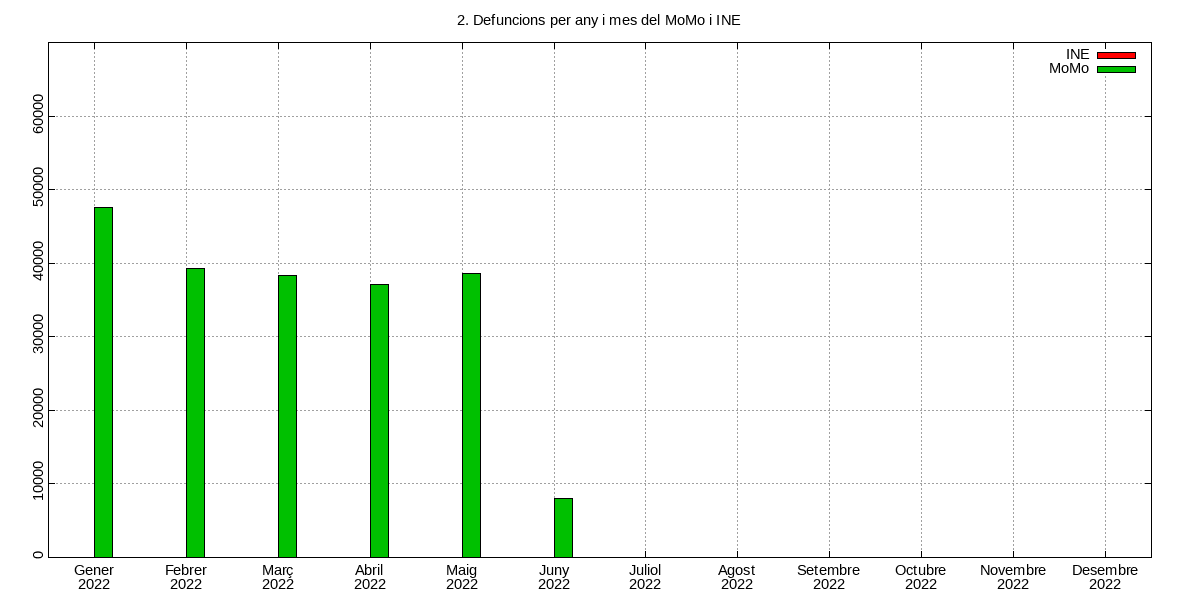 2. Defuncions per any i mes del MoMo i INE
INE
MoMo
60000
50000
40000
30000
20000
10000
0
Gener Febrer Març Abril Maig Juny Juliol Agost Setembre Octubre Novembre Desembre
2022 2022 2022 2022 2022 2022 2022 2022 2022 2022 2022 2022